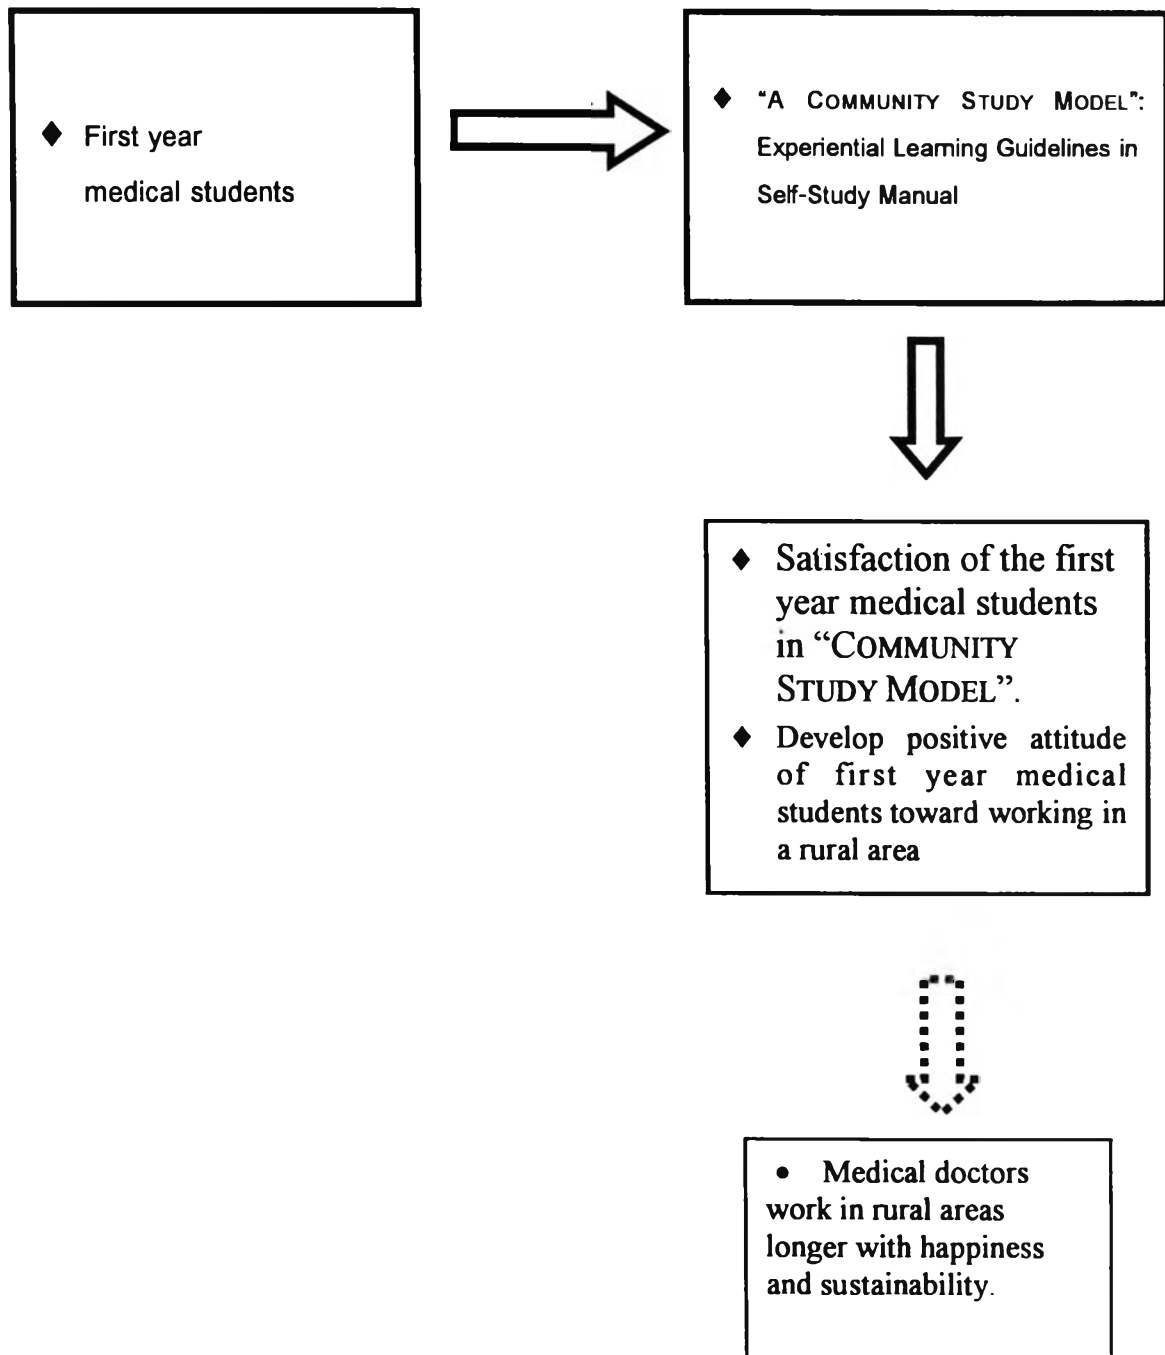 ♦ First year
medical students
♦ "A COMMUNITY STUDY MODEL":
Experiential Learning Guidelines in
Self-Study Manual
♦ Satisfaction of the first
year medical students
in “COMMUNITY
STUDY MODEL”.
♦ Develop positive attitude
of first year medical
students toward working in
a rural area
• Medical doctors
work in rural areas
longer with happiness
and sustainability.